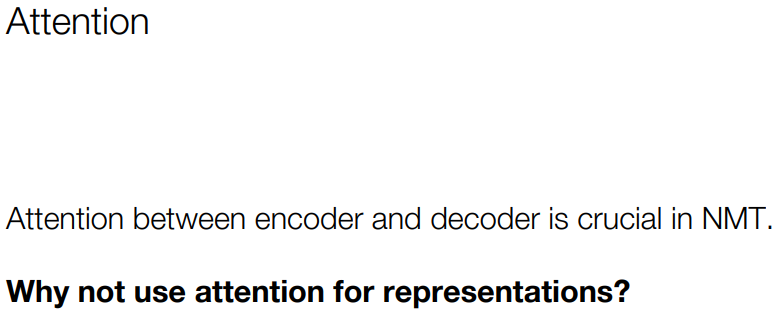 Attention
Attention between encoder and decoder is crucial in NMT.
Why not use attention for representations?